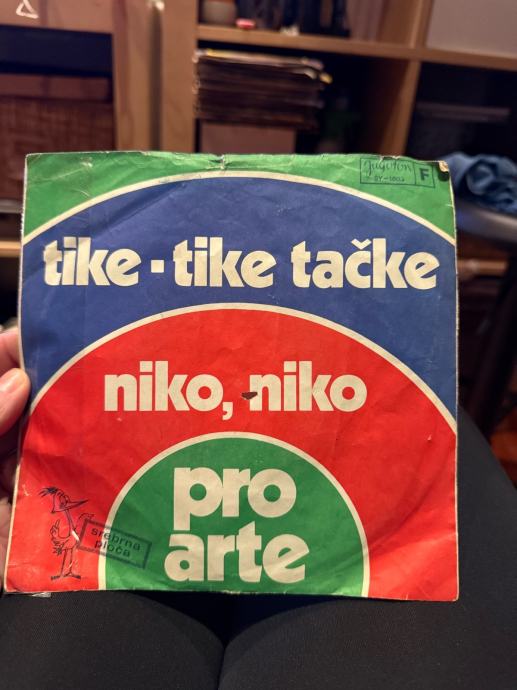 Jugoton
F
tike-tike tačke
niko, niko
pro
arte
srebrna
ploča